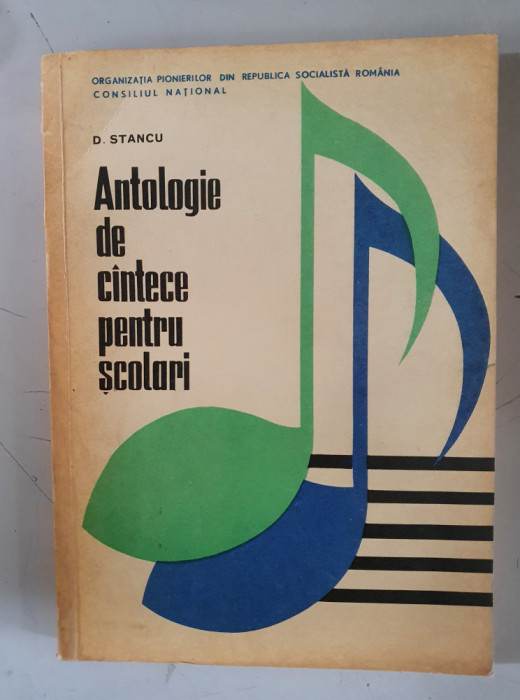 ORGANIZAȚIA PIONIERILOR DIN REPUBLICA SOCIALISTĂ ROMÂNIA
CONSILIUL NAȚIONAL
D. STANCU
Antologie
de
cîntece
pentru
școlari